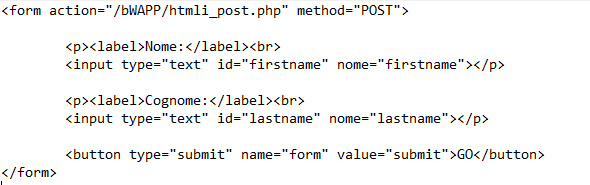 <form action="/bWAPP/htmli_post.php" method="POST">
<p><label>Nome:</label><br>
<input type="text" id="firstname" nome="firstname"></p>
<p><label>Cognome:</label><br>
<input type="text" id="lastname" nome="lastname"></p>
<button type="submit" name="form" value="submit">GO</button>
</form>